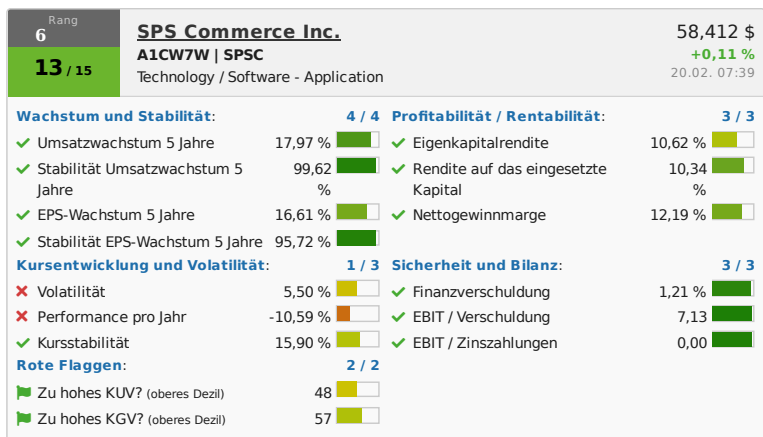 Rang
6
13 / 15
SPS Commerce Inc.
A1CW7W | SPSC
Technology / Software - Application
58,412 $
+0,11 %
20.02. 07:39
Wachstum und Stabilität: 4 / 4
Umsatzwachstum 5 Jahre 17,97 %
Stabilität Umsatzwachstum 5 99,62
Jahre %
EPS-Wachstum 5 Jahre 16,61 %
Stabilität EPS-Wachstum 5 Jahre 95,72 %
Profitabilität / Rentabilität: 3 / 3
Eigenkapitalrendite 10,62 %
Rendite auf das eingesetzte 10,34
Kapital %
Nettogewinnmarge 12,19 %
Kursentwicklung und Volatilität: 1 / 3
Volatilität 5,50 %
Performance pro Jahr -10,59 %
Kursstabilität 15,90 %
Sicherheit und Bilanz: 3 / 3
Finanzverschuldung 1,21 %
EBIT / Verschuldung 7,13
EBIT / Zinszahlungen 0,00
Rote Flaggen: 2 / 2
Zu hohes KUV? (oberes Dezil) 48
Zu hohes KGV? (oberes Dezil) 57